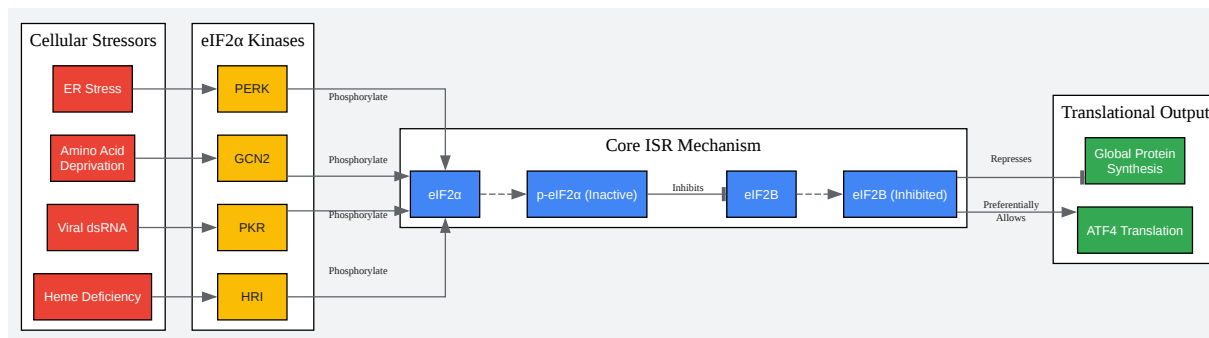 Cellular Stressors
ER Stress
Amino Acid
Deprivation
Viral dsRNA
Heme Deficiency
eIF2α Kinases
PERK
GCN2
PKR
HRI
Phosphorylate
Phosphorylate
Phosphorylate
Phosphorylate
Core ISR Mechanism
eIF2α
p-eIF2α (Inactive)
Inhibits
eIF2B
eIF2B (Inhibited)
Represses
Preferentially
Allows
Translational Output
Global Protein
Synthesis
ATF4 Translation